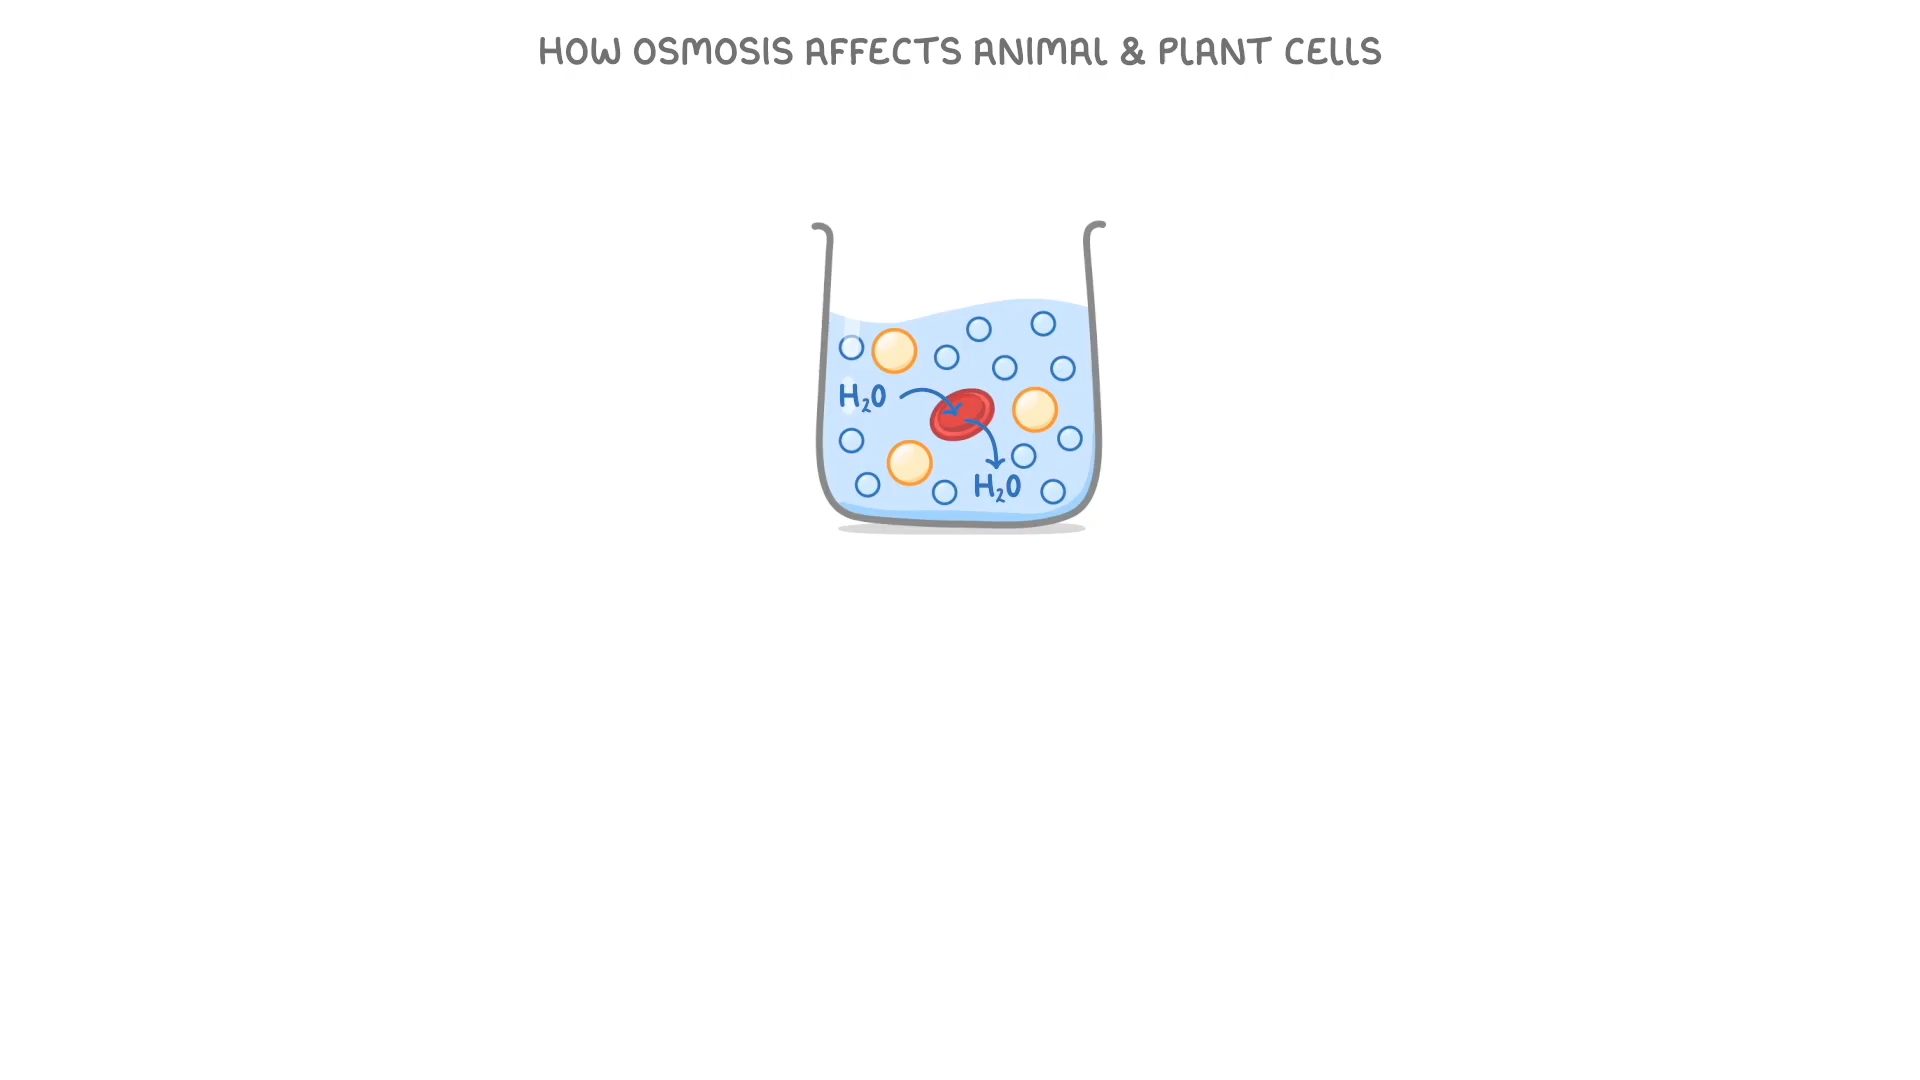 HOW OSMOSIS AFFECTS ANIMAL & PLANT CELLS
H₂O
H₂O